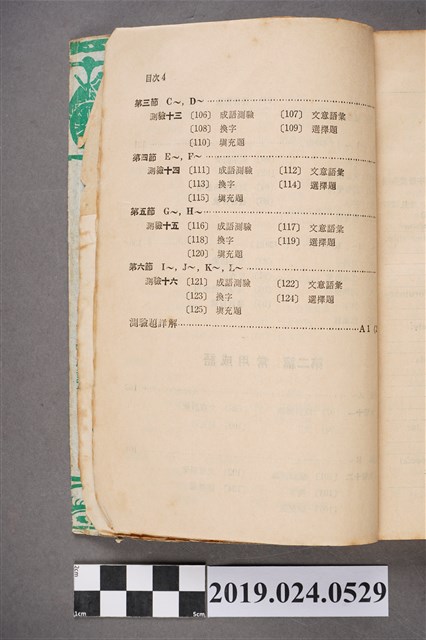 目次 4
第三節 C～, D～
測驗十三 〔106〕 成語測驗 〔107〕 文意語彙
〔108〕 換字 〔109〕 選擇題
〔110〕 填充題
第四節 E～, F～
測驗十四 〔111〕 成語測驗 〔112〕 文意語彙
〔113〕 換字 〔114〕 選擇題
〔115〕 填充題
第五節 G～, H～
測驗十五 〔116〕 成語測驗 〔117〕 文意語彙
〔118〕 換字 〔119〕 選擇題
〔120〕 填充題
第六節 I～, J～, K～, L～
測驗十六 〔121〕 成語測驗 〔122〕 文意語彙
〔123〕 換字 〔124〕 選擇題
〔125〕 填充題
測驗題詳解 A1
2cm
1cm 5cm
2019.024.0529